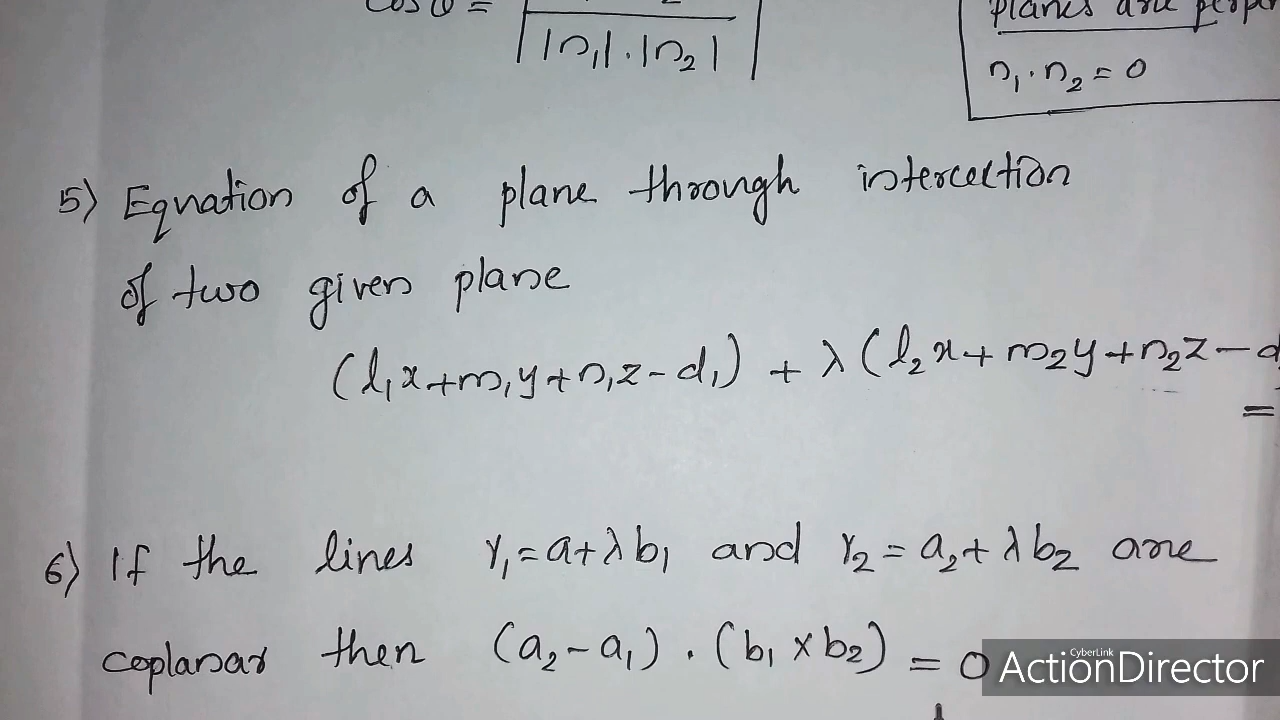 cos θ =
|n₁|.|n₂|
planes are perper
n₁.n₂ = 0
5) Equation of a plane through intercection
of two given plane
(l₁x+m₁y+n₁z-d₁) + λ(l₂x+m₂y+n₂z-d
=
6) If the lines r₁=a+λb₁ and r₂=a₂+λb₂ are
coplanar then (a₂-a₁).(b₁×b₂) = 0
CyberLink
ActionDirector